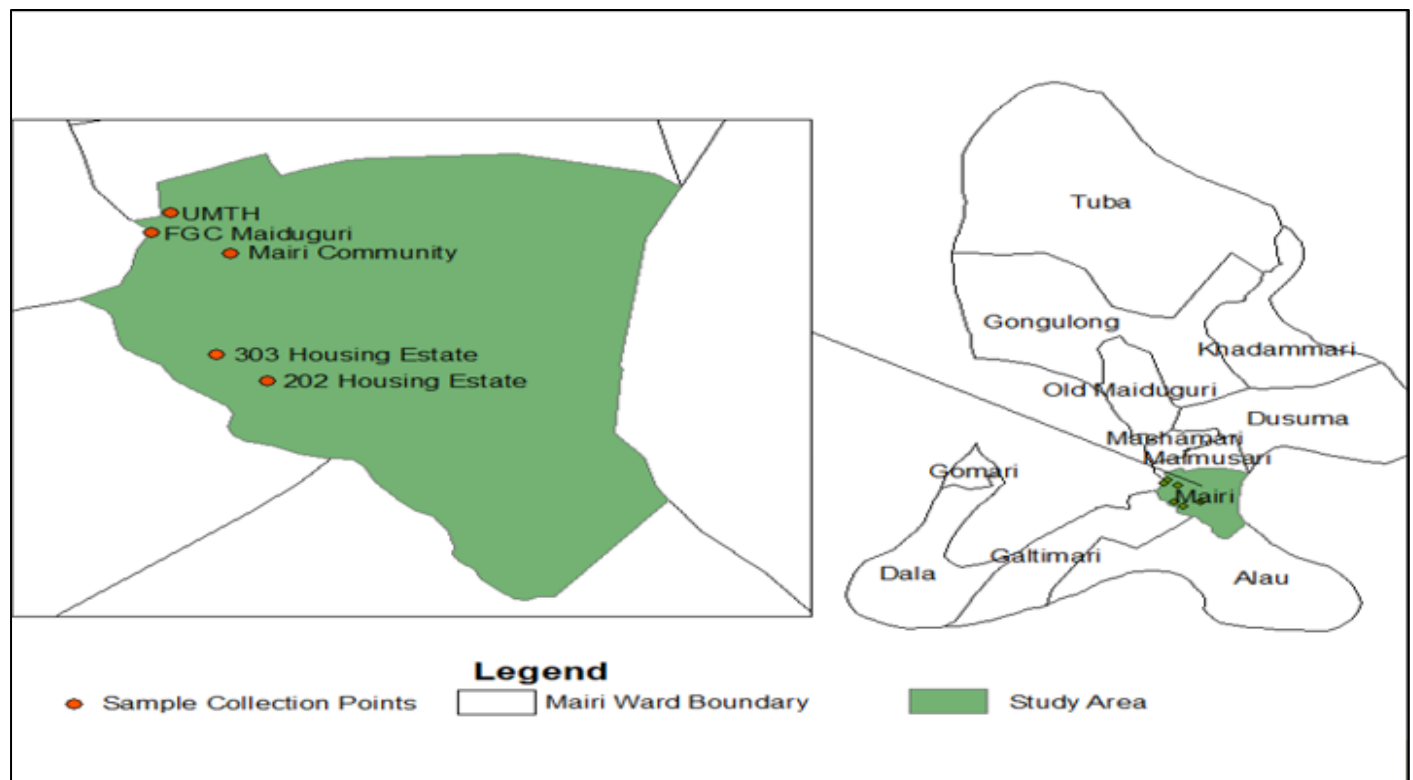 UMTH
FGC Maiduguri
Mairi Community
303 Housing Estate
202 Housing Estate
Tuba
Gongulong
Khadammari
Old Maiduguri
Dusuma
Mashamari
Maimusari
Gomari
Mairi
Galtimari
Dala
Alau
Legend
Sample Collection Points
Mairi Ward Boundary
Study Area